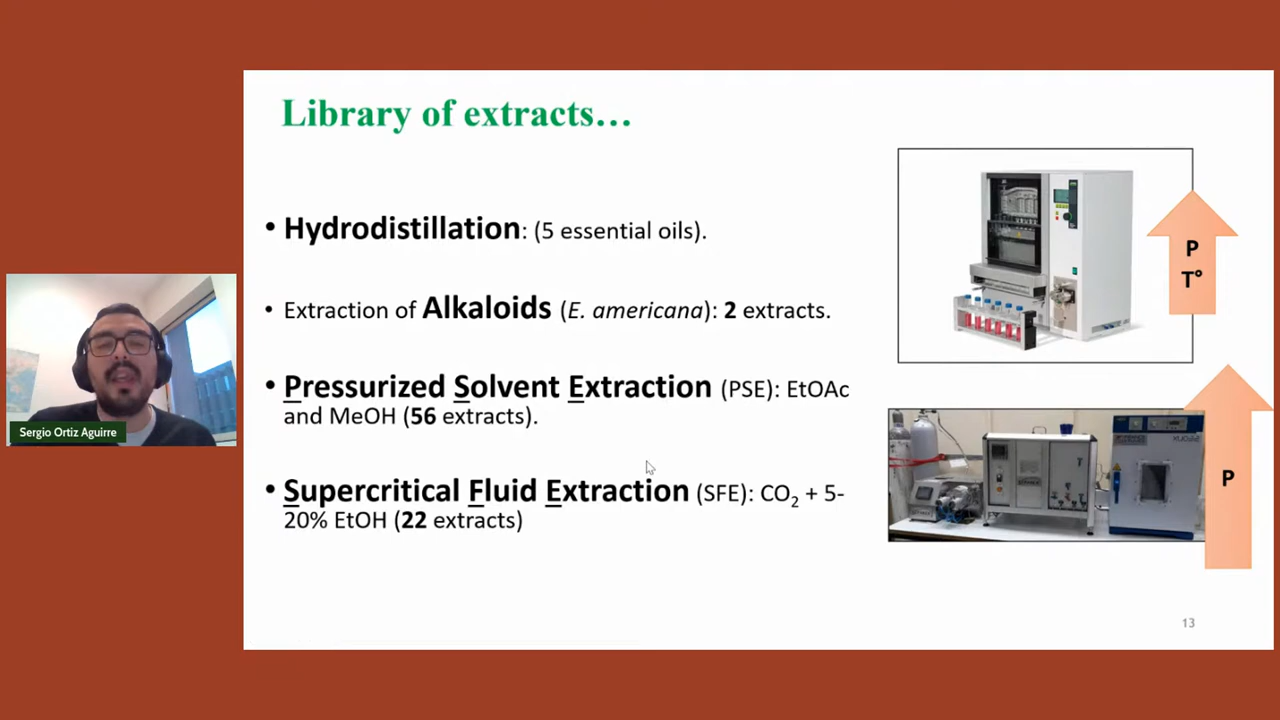 Library of extracts…
• Hydrodistillation: (5 essential oils).
• Extraction of Alkaloids (E. americana): 2 extracts.
• Pressurized Solvent Extraction (PSE): EtOAc
and MeOH (56 extracts).
• Supercritical Fluid Extraction (SFE): CO₂ + 5-
20% EtOH (22 extracts)
P
T°
P
13
Sergio Ortiz Aguirre